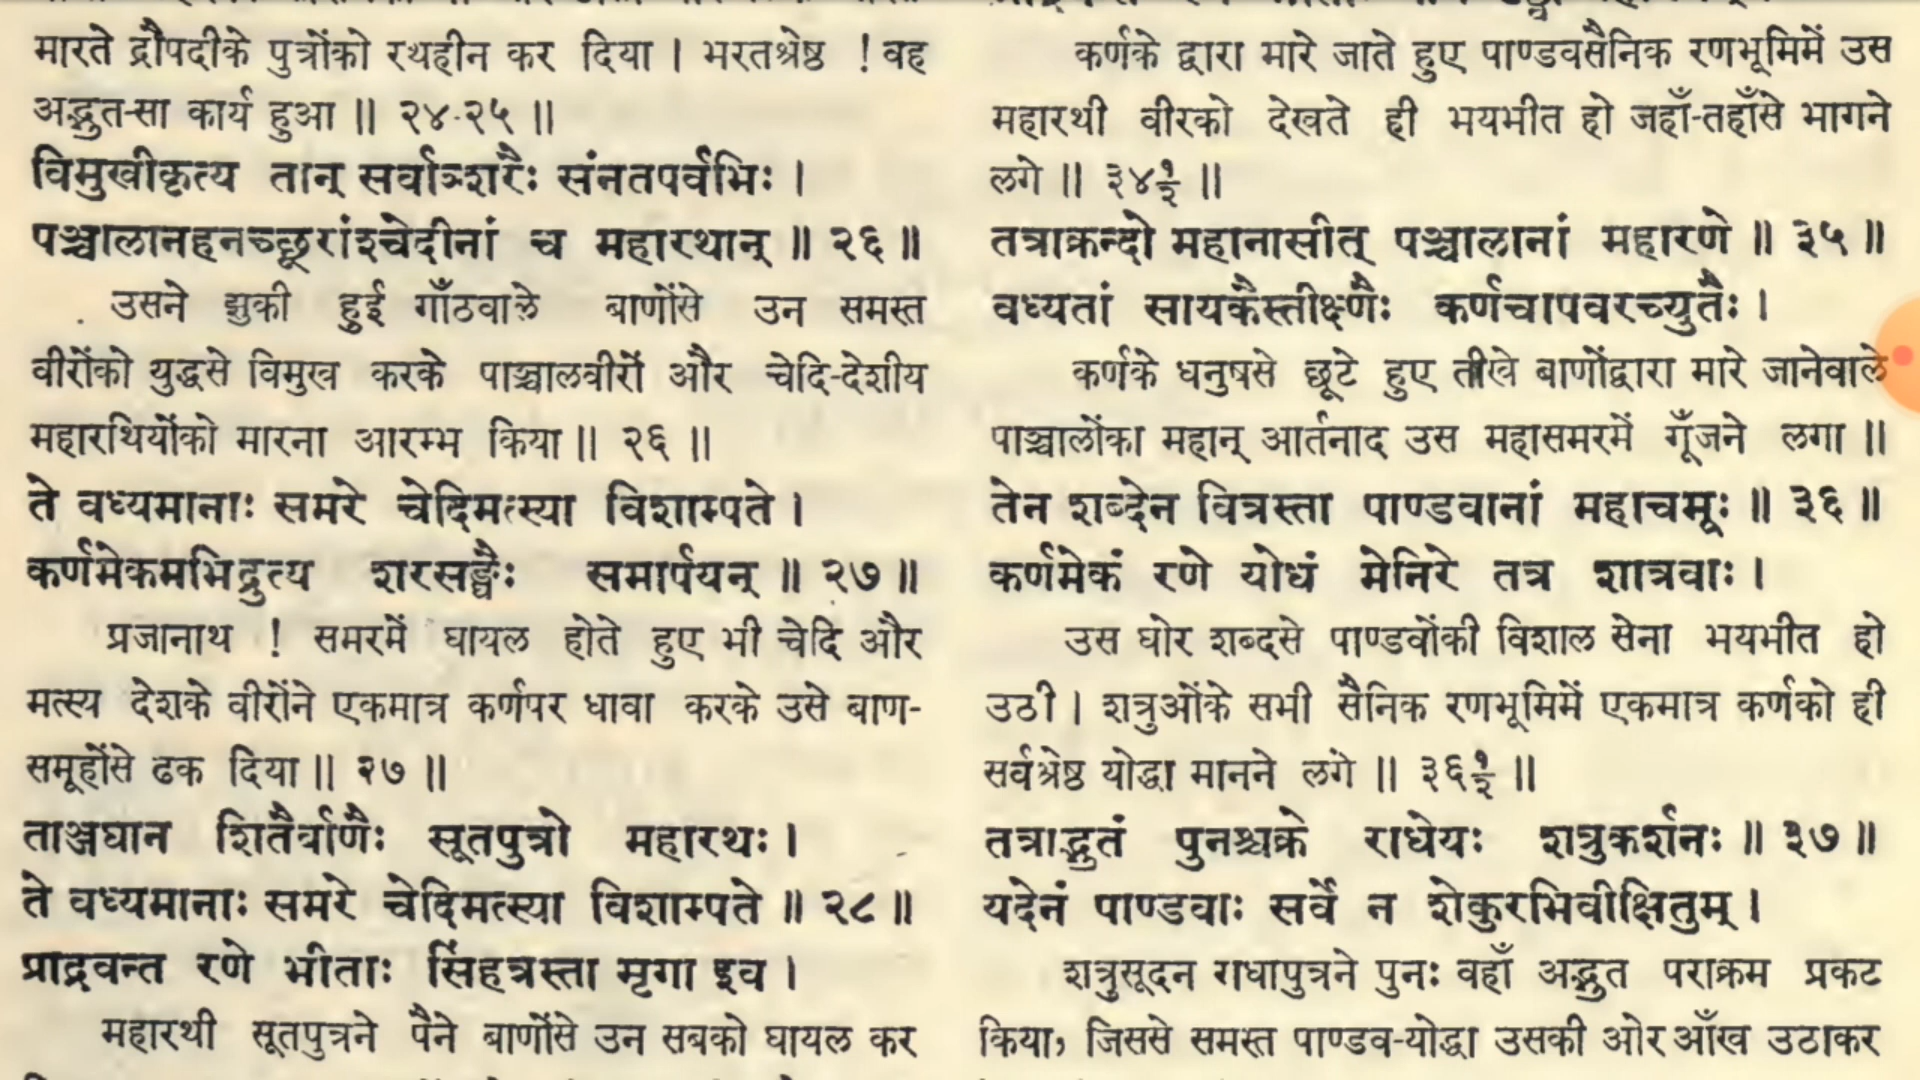 मारते द्रौपदीके पुत्रोंको रथहीन कर दिया । भरतश्रेष्ठ ! वह
अद्भुत-सा कार्य हुआ ॥ २४-२५ ॥
विमुखीकृत्य तान् सर्वाञ्शरैः संनतपर्वभिः ।
पञ्चालानहनच्छूरांश्चेदीनां च महारथान् ॥ २६ ॥
उसने झुकी हुई गाँठवाले बाणोंसे उन समस्त
वीरोंको युद्धसे विमुख करके पाञ्चालवीरों और चेदि-देशीय
महारथियोंको मारना आरम्भ किया ॥ २६ ॥
ते वध्यमानाः समरे चेदिमत्स्या विशाम्पते ।
कर्णमेकमभिद्रुत्य शरसङ्घैः समार्पयन् ॥ २७ ॥
प्रजानाथ ! समरमें घायल होते हुए भी चेदि और
मत्स्य देशके वीरोंने एकमात्र कर्णपर धावा करके उसे बाण-
समूहोंसे ढक दिया ॥ २७ ॥
ताञ्जघान शितैर्बाणैः सूतपुत्रो महारथः ।
ते वध्यमानाः समरे चेदिमत्स्या विशाम्पते ॥ २८ ॥
प्राद्रवन्त रणे भीताः सिंहत्रस्ता मृगा इव ।
महारथी सूतपुत्रने पैने बाणोंसे उन सबको घायल कर
कर्णके द्वारा मारे जाते हुए पाण्डवसैनिक रणभूमिमें उस
महारथी वीरको देखते ही भयभीत हो जहाँ-तहाँसे भागने
लगे ॥ ३४½ ॥
तत्राक्रन्दो महानासीत् पञ्चालानां महारणे ॥ ३५ ॥
वध्यतां सायकैस्तीक्ष्णैः कर्णचापवरच्युतैः ।
कर्णके धनुषसे छूटे हुए तीखे बाणोंद्वारा मारे जानेवाले
पाञ्चालोंका महान् आर्तनाद उस महासमरमें गूँजने लगा ॥
तेन शब्देन वित्रस्ता पाण्डवानां महाचमूः ॥ ३६ ॥
कर्णमेकं रणे योधं मेनिरे तत्र शात्रवाः ।
उस घोर शब्दसे पाण्डवोंकी विशाल सेना भयभीत हो
उठी । शत्रुओंके सभी सैनिक रणभूमिमें एकमात्र कर्णको ही
सर्वश्रेष्ठ योद्धा मानने लगे ॥ ३६½ ॥
तत्राद्भुतं पुनश्चक्रे राधेयः शत्रुकर्शनः ॥ ३७ ॥
यदेनं पाण्डवाः सर्वे न शेकुरभिवीक्षितुम् ।
शत्रुसूदन राधापुत्रने पुनः वहाँ अद्भुत पराक्रम प्रकट
किया, जिससे समस्त पाण्डव-योद्धा उसकी ओर आँख उठाकर